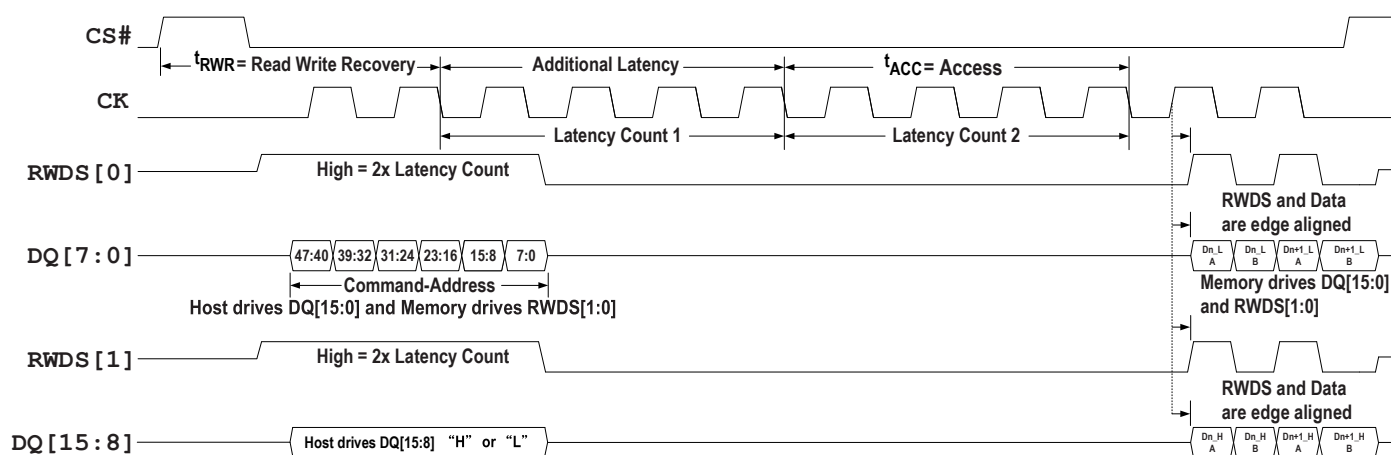 CS#
tRWR= Read Write Recovery Additional Latency tACC= Access
CK
Latency Count 1 Latency Count 2
RWDS[0] High = 2x Latency Count
RWDS and Data
are edge aligned
DQ[7:0] 47:40 39:32 31:24 23:16 15:8 7:0 Dn_L A Dn_L B Dn+1_L A Dn+1_L B
Command-Address Memory drives DQ[15:0]
Host drives DQ[15:0] and Memory drives RWDS[1:0] and RWDS[1:0]
RWDS[1] High = 2x Latency Count
RWDS and Data
are edge aligned
DQ[15:8] Host drives DQ[15:8] “H” or “L” Dn_H A Dn_H B Dn+1_H A Dn+1_H B